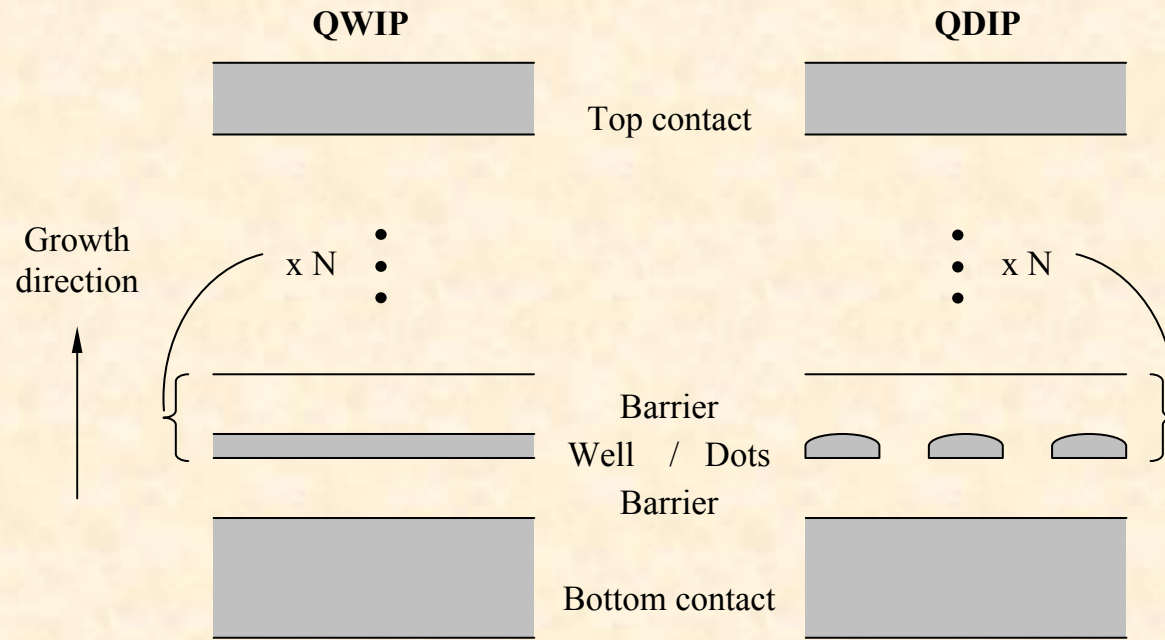 QWIP
QDIP
Top contact
Growth
direction
x N
x N
Barrier
Well / Dots
Barrier
Bottom contact